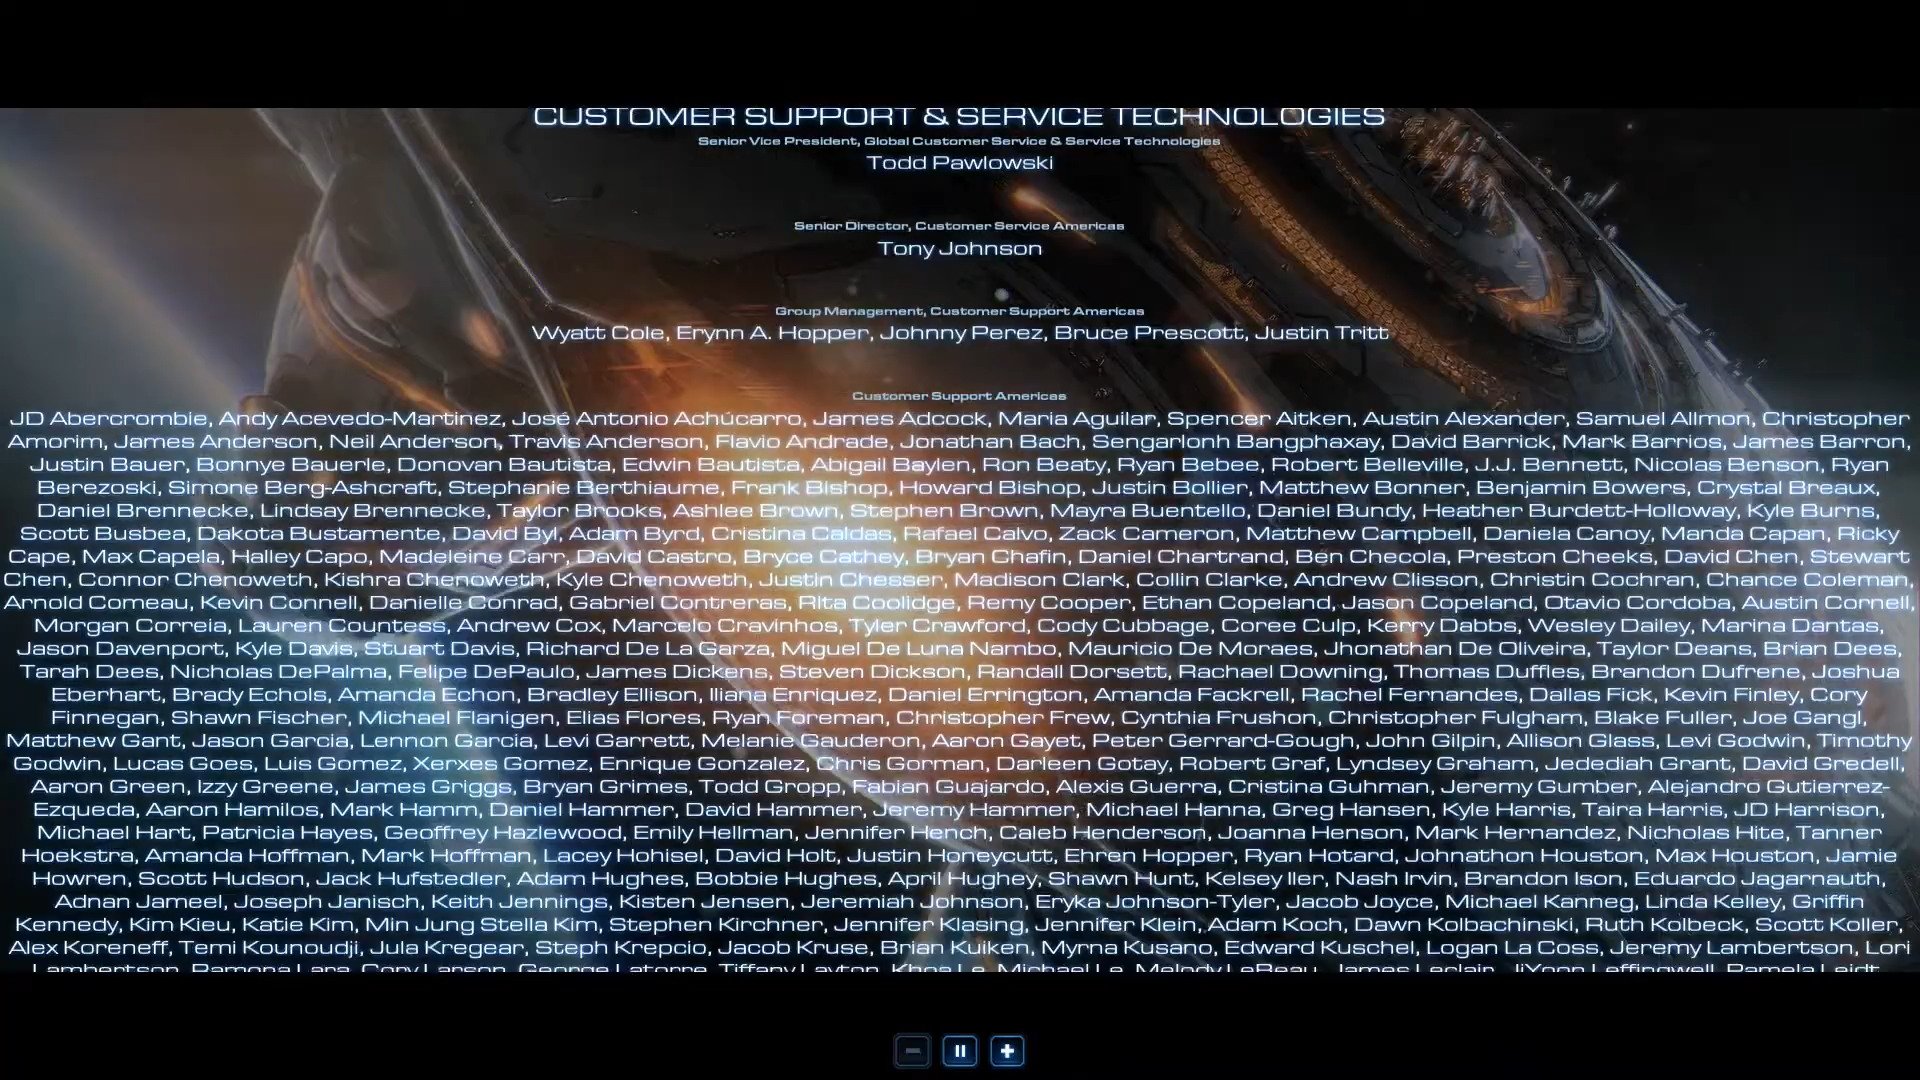 CUSTOMER SUPPORT & SERVICE TECHNOLOGIES
Senior Vice President, Global Customer Service & Service Technologies
Todd Pawlowski
Senior Director, Customer Service Americas
Tony Johnson
Group Management, Customer Support Americas
Wyatt Cole, Erynn A. Hopper, Johnny Perez, Bruce Prescott, Justin Tritt
Customer Support Americas
JD Abercrombie, Andy Acevedo-Martinez, José Antonio Achúcarro, James Adcock, Maria Aguilar, Spencer Aitken, Austin Alexander, Samuel Allmon, Christopher
Amorim, James Anderson, Neil Anderson, Travis Anderson, Flavio Andrade, Jonathan Bach, Sengarlonh Bangphaxay, David Barrick, Mark Barrios, James Barron,
Justin Bauer, Bonnye Bauerle, Donovan Bautista, Edwin Bautista, Abigail Baylen, Ron Beaty, Ryan Bebee, Robert Belleville, J.J. Bennett, Nicolas Benson, Ryan
Berezoski, Simone Berg-Ashcraft, Stephanie Berthiaume, Frank Bishop, Howard Bishop, Justin Bollier, Matthew Bonner, Benjamin Bowers, Crystal Breaux,
Daniel Brennecke, Lindsay Brennecke, Taylor Brooks, Ashlee Brown, Stephen Brown, Mayra Buentello, Daniel Bundy, Heather Burdett-Holloway, Kyle Burns,
Scott Busbea, Dakota Bustamente, David Byl, Adam Byrd, Cristina Caldas, Rafael Calvo, Zack Cameron, Matthew Campbell, Daniela Canoy, Manda Capan, Ricky
Cape, Max Capela, Halley Capo, Madeleine Carr, David Castro, Bryce Cathey, Bryan Chafin, Daniel Chartrand, Ben Checola, Preston Cheeks, David Chen, Stewart
Chen, Connor Chenoweth, Kishra Chenoweth, Kyle Chenoweth, Justin Chesser, Madison Clark, Collin Clarke, Andrew Clisson, Christin Cochran, Chance Coleman,
Arnold Comeau, Kevin Connell, Danielle Conrad, Gabriel Contreras, Rita Coolidge, Remy Cooper, Ethan Copeland, Jason Copeland, Otavio Cordoba, Austin Cornell,
Morgan Correia, Lauren Countess, Andrew Cox, Marcelo Cravinhos, Tyler Crawford, Cody Cubbage, Coree Culp, Kerry Dabbs, Wesley Dailey, Marina Dantas,
Jason Davenport, Kyle Davis, Stuart Davis, Richard De La Garza, Miguel De Luna Nambo, Mauricio De Moraes, Jhonathan De Oliveira, Taylor Deans, Brian Dees,
Tarah Dees, Nicholas DePalma, Felipe DePaulo, James Dickens, Steven Dickson, Randall Dorsett, Rachael Downing, Thomas Duffles, Brandon Dufrene, Joshua
Eberhart, Brady Echols, Amanda Echon, Bradley Ellison, Iliana Enriquez, Daniel Errington, Amanda Fackrell, Rachel Fernandes, Dallas Fick, Kevin Finley, Cory
Finnegan, Shawn Fischer, Michael Flanigen, Elias Flores, Ryan Foreman, Christopher Frew, Cynthia Frushon, Christopher Fulgham, Blake Fuller, Joe Gangl,
Matthew Gant, Jason Garcia, Lennon Garcia, Levi Garrett, Melanie Gauderon, Aaron Gayet, Peter Gerrard-Gough, John Gilpin, Allison Glass, Levi Godwin, Timothy
Godwin, Lucas Goes, Luis Gomez, Xerxes Gomez, Enrique Gonzalez, Chris Gorman, Darleen Gotay, Robert Graf, Lyndsey Graham, Jedediah Grant, David Gredell,
Aaron Green, Izzy Greene, James Griggs, Bryan Grimes, Todd Gropp, Fabian Guajardo, Alexis Guerra, Cristina Guhman, Jeremy Gumber, Alejandro Gutierrez-
Ezqueda, Aaron Hamilos, Mark Hamm, Daniel Hammer, David Hammer, Jeremy Hammer, Michael Hanna, Greg Hansen, Kyle Harris, Taira Harris, JD Harrison,
Michael Hart, Patricia Hayes, Geoffrey Hazlewood, Emily Hellman, Jennifer Hench, Caleb Henderson, Joanna Henson, Mark Hernandez, Nicholas Hite, Tanner
Hoekstra, Amanda Hoffman, Mark Hoffman, Lacey Hohisel, David Holt, Justin Honeycutt, Ehren Hopper, Ryan Hotard, Johnathon Houston, Max Houston, Jamie
Howren, Scott Hudson, Jack Hufstedler, Adam Hughes, Bobbie Hughes, April Hughey, Shawn Hunt, Kelsey Iler, Nash Irvin, Brandon Ison, Eduardo Jagarnauth,
Adnan Jameel, Joseph Janisch, Keith Jennings, Kisten Jensen, Jeremiah Johnson, Eryka Johnson-Tyler, Jacob Joyce, Michael Kanneg, Linda Kelley, Griffin
Kennedy, Kim Kieu, Katie Kim, Min Jung Stella Kim, Stephen Kirchner, Jennifer Klasing, Jennifer Klein, Adam Koch, Dawn Kolbachinski, Ruth Kolbeck, Scott Koller,
Alex Koreneff, Temi Kounoudji, Jula Kregear, Steph Krepcio, Jacob Kruse, Brian Kuiken, Myrna Kusano, Edward Kuschel, Logan La Coss, Jeremy Lambertson, Lori
Lambertson, Ramona Lara, Cory Larson, George Latorre, Tiffany Layton, Khoa Le, Michael Le, Melody LeBeau, James Leclair, JiYoon Leffingwell, Pamela Leidt,